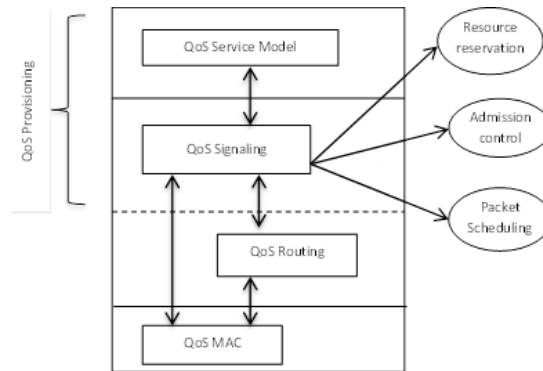 QoS Provisioning
QoS Service Model
QoS Signaling
QoS Routing
QoS MAC
Resource
reservation
Admission
control
Packet
Scheduling